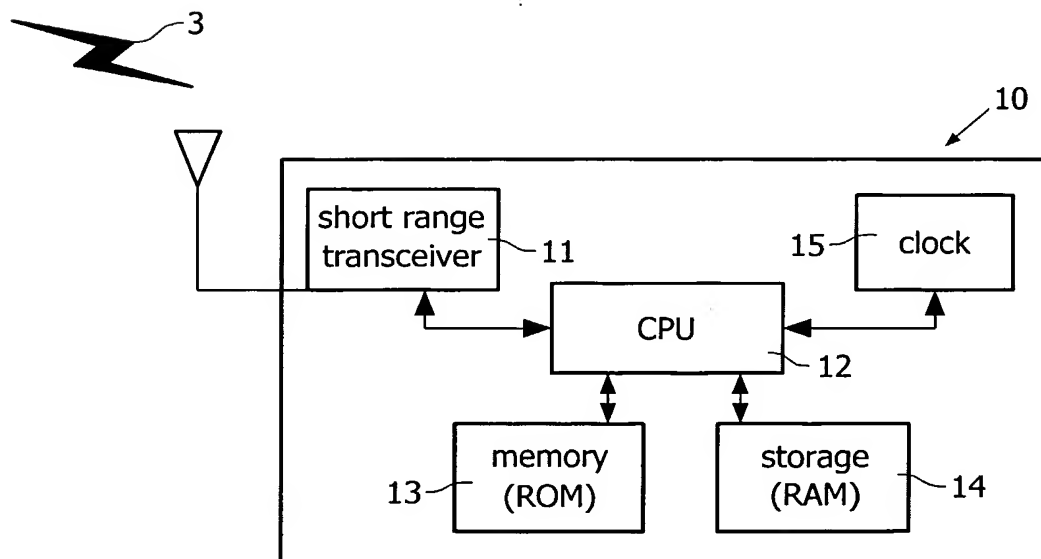 3
10
short range
transceiver
11
15
clock
CPU
12
memory
(ROM)
13
storage
(RAM)
14